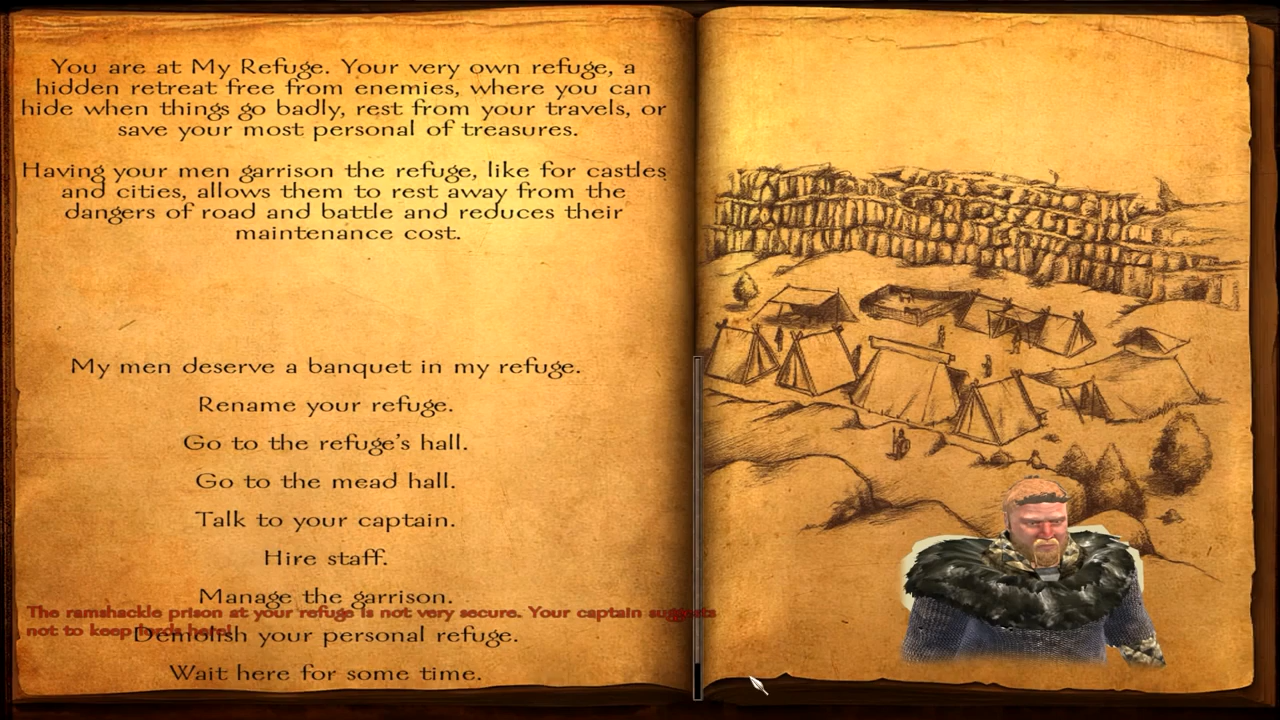 You are at My Refuge. Your very own refuge, a
hidden retreat free from enemies, where you can
hide when things go badly, rest from your travels, or
save your most personal of treasures.
Having your men garrison the refuge, like for castles
and cities, allows them to rest away from the
dangers of road and battle and reduces their
maintenance cost.
My men deserve a banquet in my refuge.
Rename your refuge.
Go to the refuge's hall.
Go to the mead hall.
Talk to your captain.
Hire staff.
Manage the garrison.
The ramshackle prison at your refuge is not very secure. Your captain suggests
not to keep lords here!
Demolish your personal refuge.
Wait here for some time.